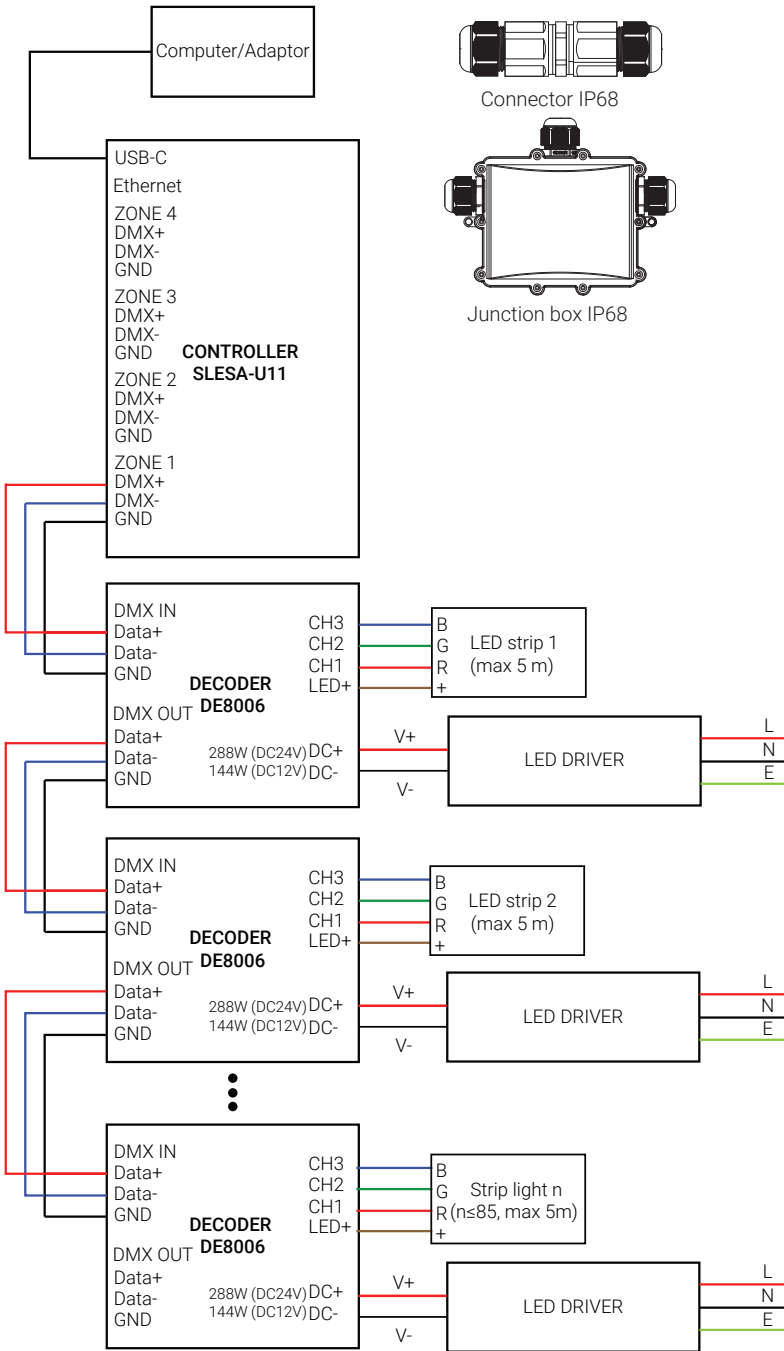 Computer/Adaptor
Connector IP68
Junction box IP68
USB-C
Ethernet
ZONE 4
DMX+
DMX-
GND
ZONE 3
DMX+
DMX-
GND
ZONE 2
DMX+
DMX-
GND
ZONE 1
DMX+
DMX-
GND
CONTROLLER
SLESA-U11
DMX IN
Data+
Data-
GND
DMX OUT
Data+
Data-
GND
DECODER
DE8006
CH3
CH2
CH1
LED+
288W (DC24V) DC+
144W (DC12V) DC-
B
G
R
+
LED strip 1
(max 5 m)
V+
V-
LED DRIVER
L
N
E
DMX IN
Data+
Data-
GND
DMX OUT
Data+
Data-
GND
DECODER
DE8006
CH3
CH2
CH1
LED+
288W (DC24V) DC+
144W (DC12V) DC-
B
G
R
+
LED strip 2
(max 5 m)
V+
V-
LED DRIVER
L
N
E
DMX IN
Data+
Data-
GND
DMX OUT
Data+
Data-
GND
DECODER
DE8006
CH3
CH2
CH1
LED+
288W (DC24V) DC+
144W (DC12V) DC-
B
G
R
+
Strip light n
(n≤85, max 5m)
V+
V-
LED DRIVER
L
N
E